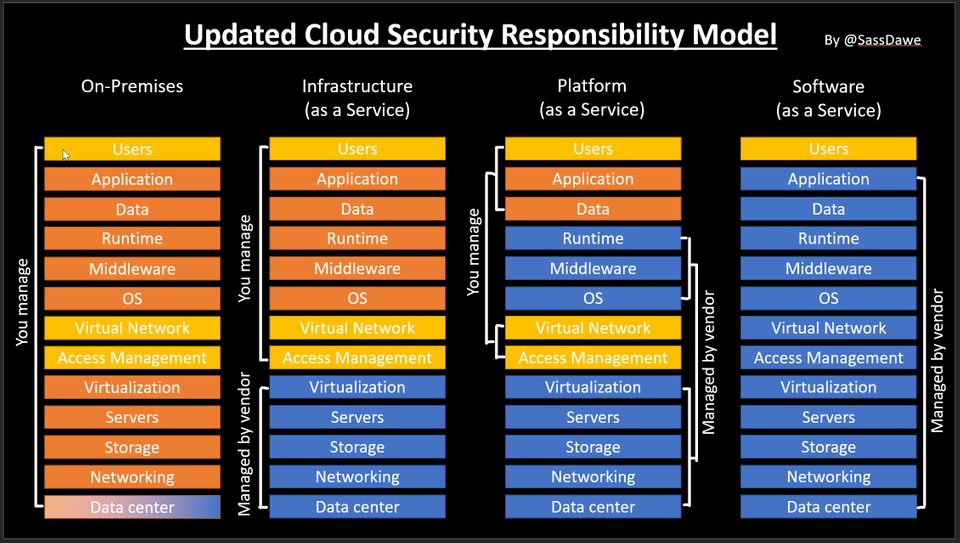 Updated Cloud Security Responsibility Model
By @SassDawe
On-Premises
Users
Application
Data
Runtime
Middleware
OS
Virtual Network
Access Management
Virtualization
Servers
Storage
Networking
Data center
You manage
Infrastructure
(as a Service)
Users
Application
Data
Runtime
Middleware
OS
Virtual Network
Access Management
Virtualization
Servers
Storage
Networking
Data center
You manage
Managed by vendor
Platform
(as a Service)
Users
Application
Data
Runtime
Middleware
OS
Virtual Network
Access Management
Virtualization
Servers
Storage
Networking
Data center
You manage
Managed by vendor
Software
(as a Service)
Users
Application
Data
Runtime
Middleware
OS
Virtual Network
Access Management
Virtualization
Servers
Storage
Networking
Data center
Managed by vendor